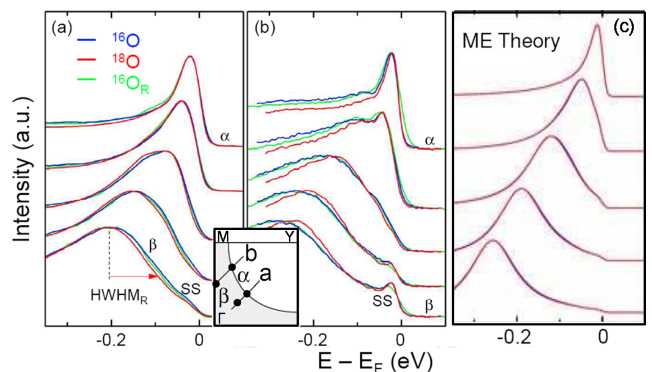 (a)
16O
18O
16OR
α
β
HWHMR
SS
(b)
α
SS
β
M
Y
b
α
a
β
Γ
(c)
ME Theory
Intensity (a.u.)
-0.2
0
-0.2
0
-0.2
0
E – EF (eV)